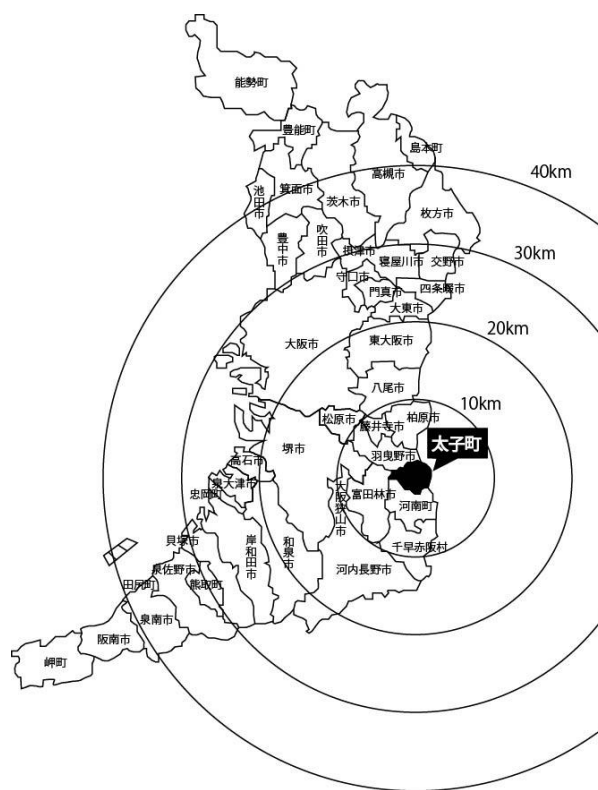 能勢町
豊能町
島本町
高槻市
40km
池田市
箕面市
茨木市
枚方市
豊中市
吹田市
摂津市
30km
寝屋川市
交野市
守口市
門真市
四条畷市
大東市
20km
大阪市
東大阪市
八尾市
10km
松原市
藤井寺市
柏原市
堺市
羽曳野市
太子町
高石市
泉大津市
忠岡町
大阪狭山市
富田林市
河南町
貝塚市
岸和田市
和泉市
千早赤阪村
泉佐野市
熊取町
河内長野市
田尻町
泉南市
阪南市
岬町